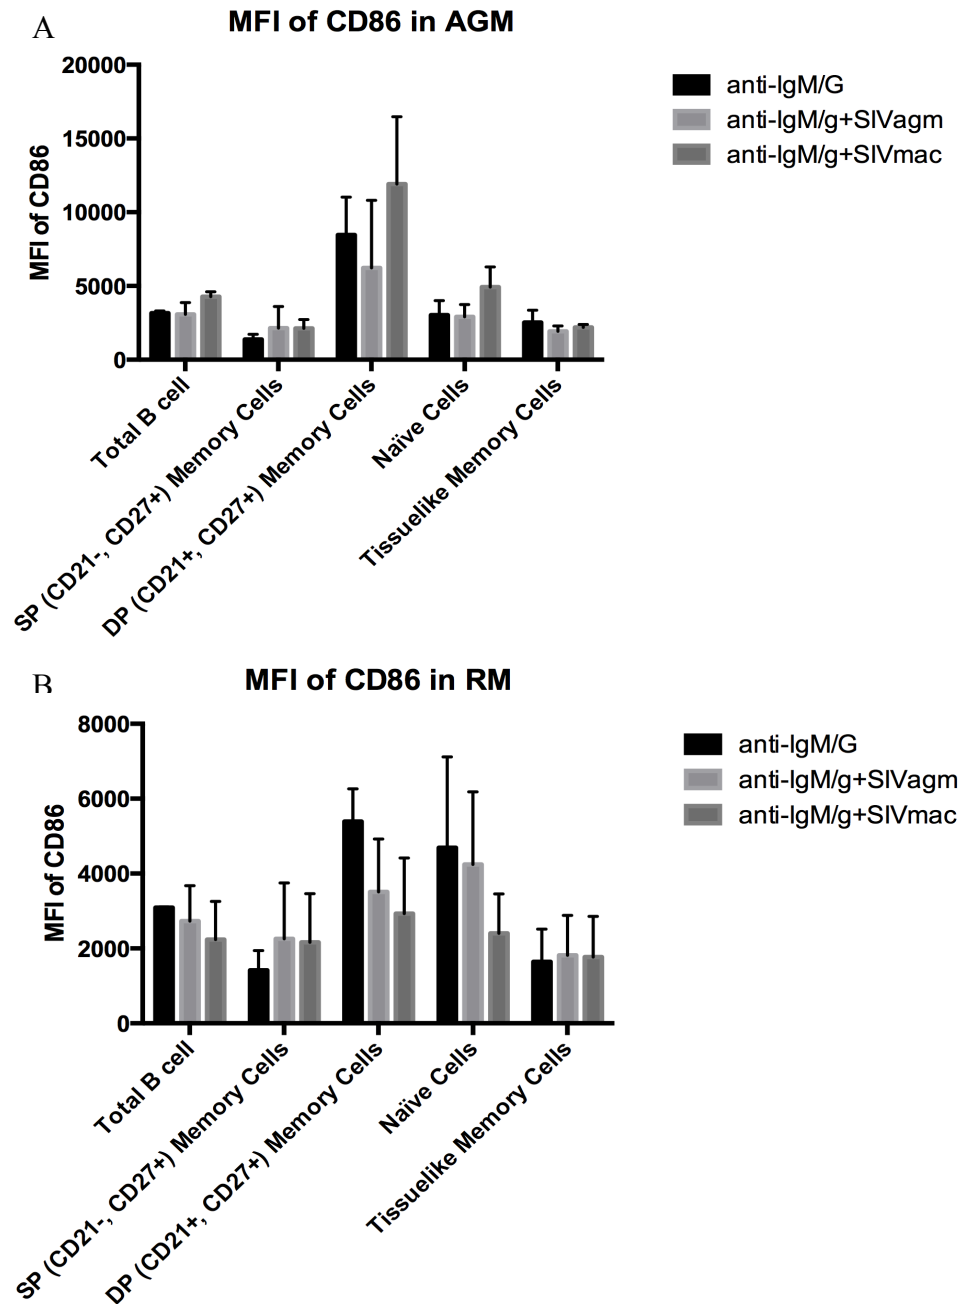 A
MFI of CD86 in AGM
MFI of CD86
20000
15000
10000
5000
0
anti-IgM/G
anti-IgM/g+SIVagm
anti-IgM/g+SIVmac
Total B cell
SP (CD21-, CD27+) Memory Cells
DP (CD21+, CD27+) Memory Cells
Naïve Cells
Tissuelike Memory Cells
B
MFI of CD86 in RM
MFI of CD86
8000
6000
4000
2000
0
anti-IgM/G
anti-IgM/g+SIVagm
anti-IgM/g+SIVmac
Total B cell
SP (CD21-, CD27+) Memory Cells
DP (CD21+, CD27+) Memory Cells
Naïve Cells
Tissuelike Memory Cells